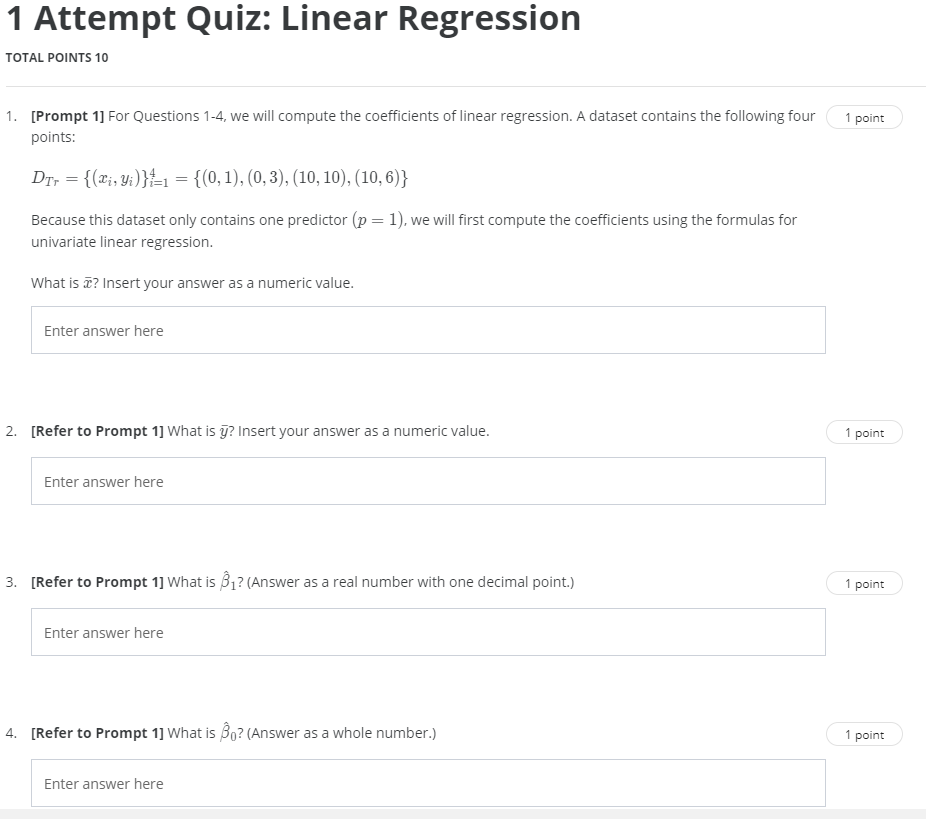 1 Attempt Quiz: Linear Regression
TOTAL POINTS 10
1. [Prompt 1] For Questions 1-4, we will compute the coefficients of linear regression. A dataset contains the following four
1 point
points:
D_{Tr} = {(x_i, y_i)}_{i=1}^4 = {(0, 1), (0, 3), (10, 10), (10, 6)}
Because this dataset only contains one predictor (p = 1), we will first compute the coefficients using the formulas for
univariate linear regression.
What is x̄? Insert your answer as a numeric value.
Enter answer here
2. [Refer to Prompt 1] What is ȳ? Insert your answer as a numeric value.
1 point
Enter answer here
3. [Refer to Prompt 1] What is β̂₁? (Answer as a real number with one decimal point.)
1 point
Enter answer here
4. [Refer to Prompt 1] What is β̂₀? (Answer as a whole number.)
1 point
Enter answer here